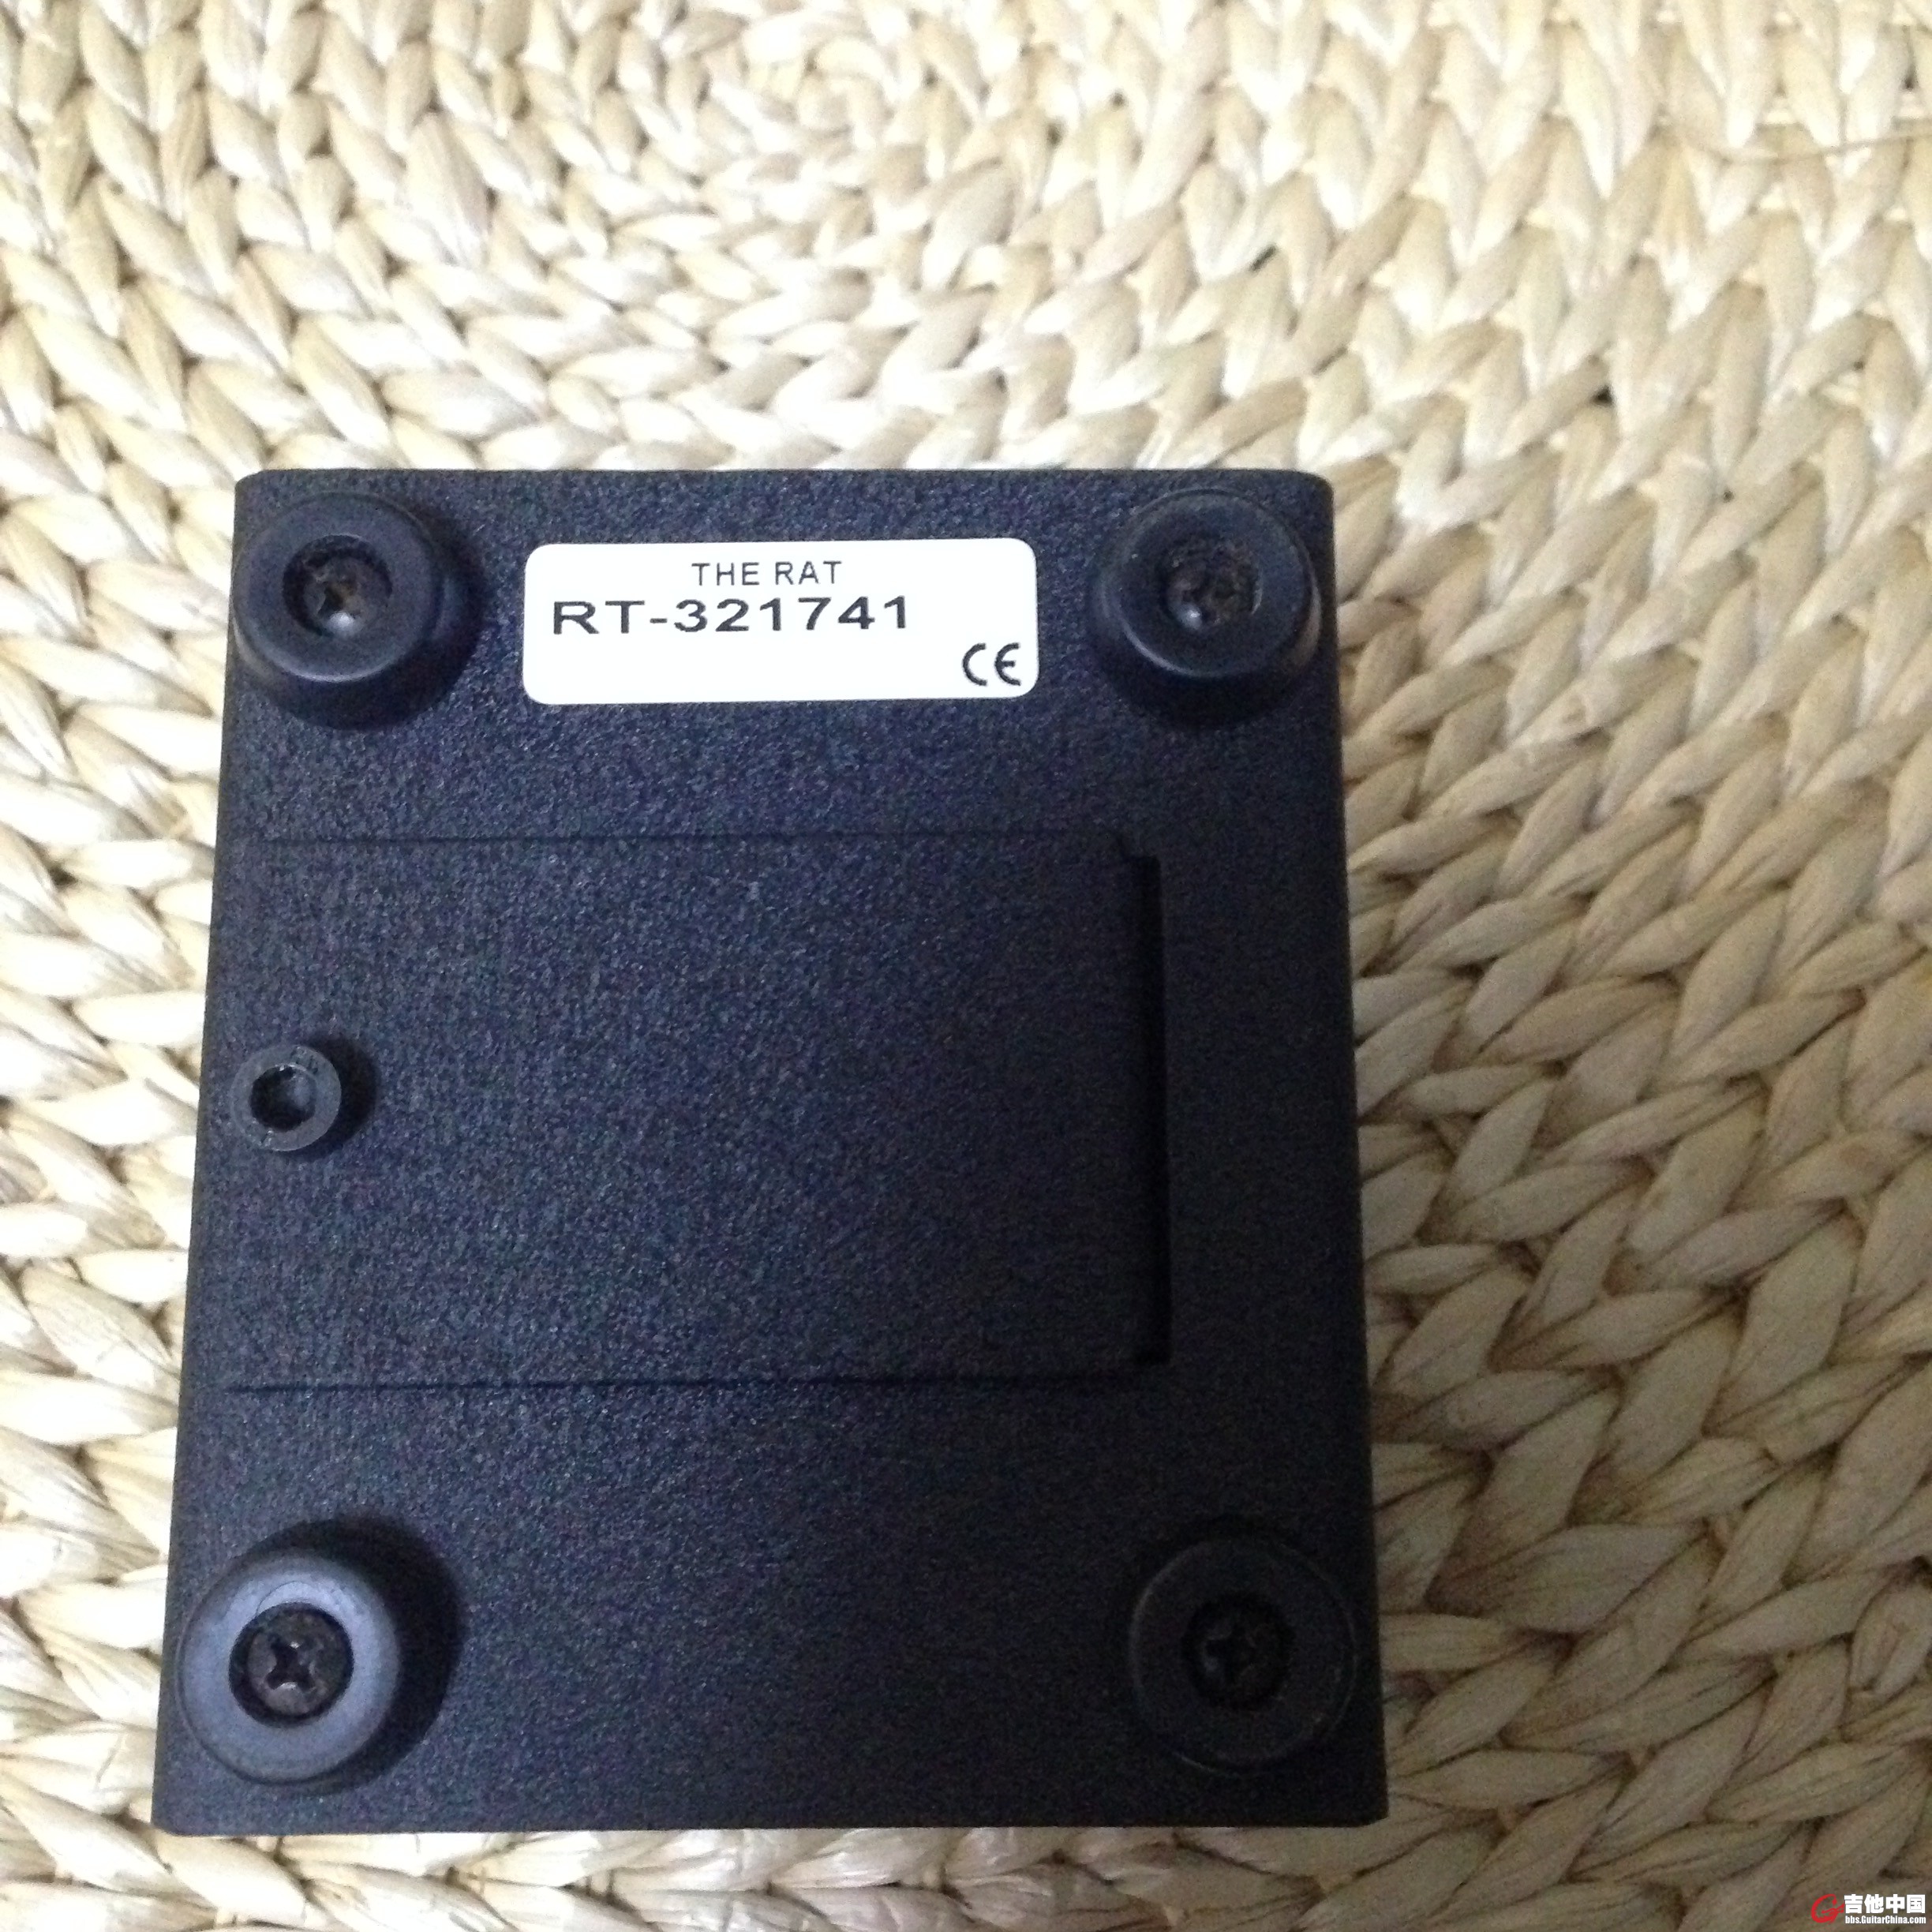 THE RAT
RT-321741
CE
吉他中国
bbs.GuitarChina.com